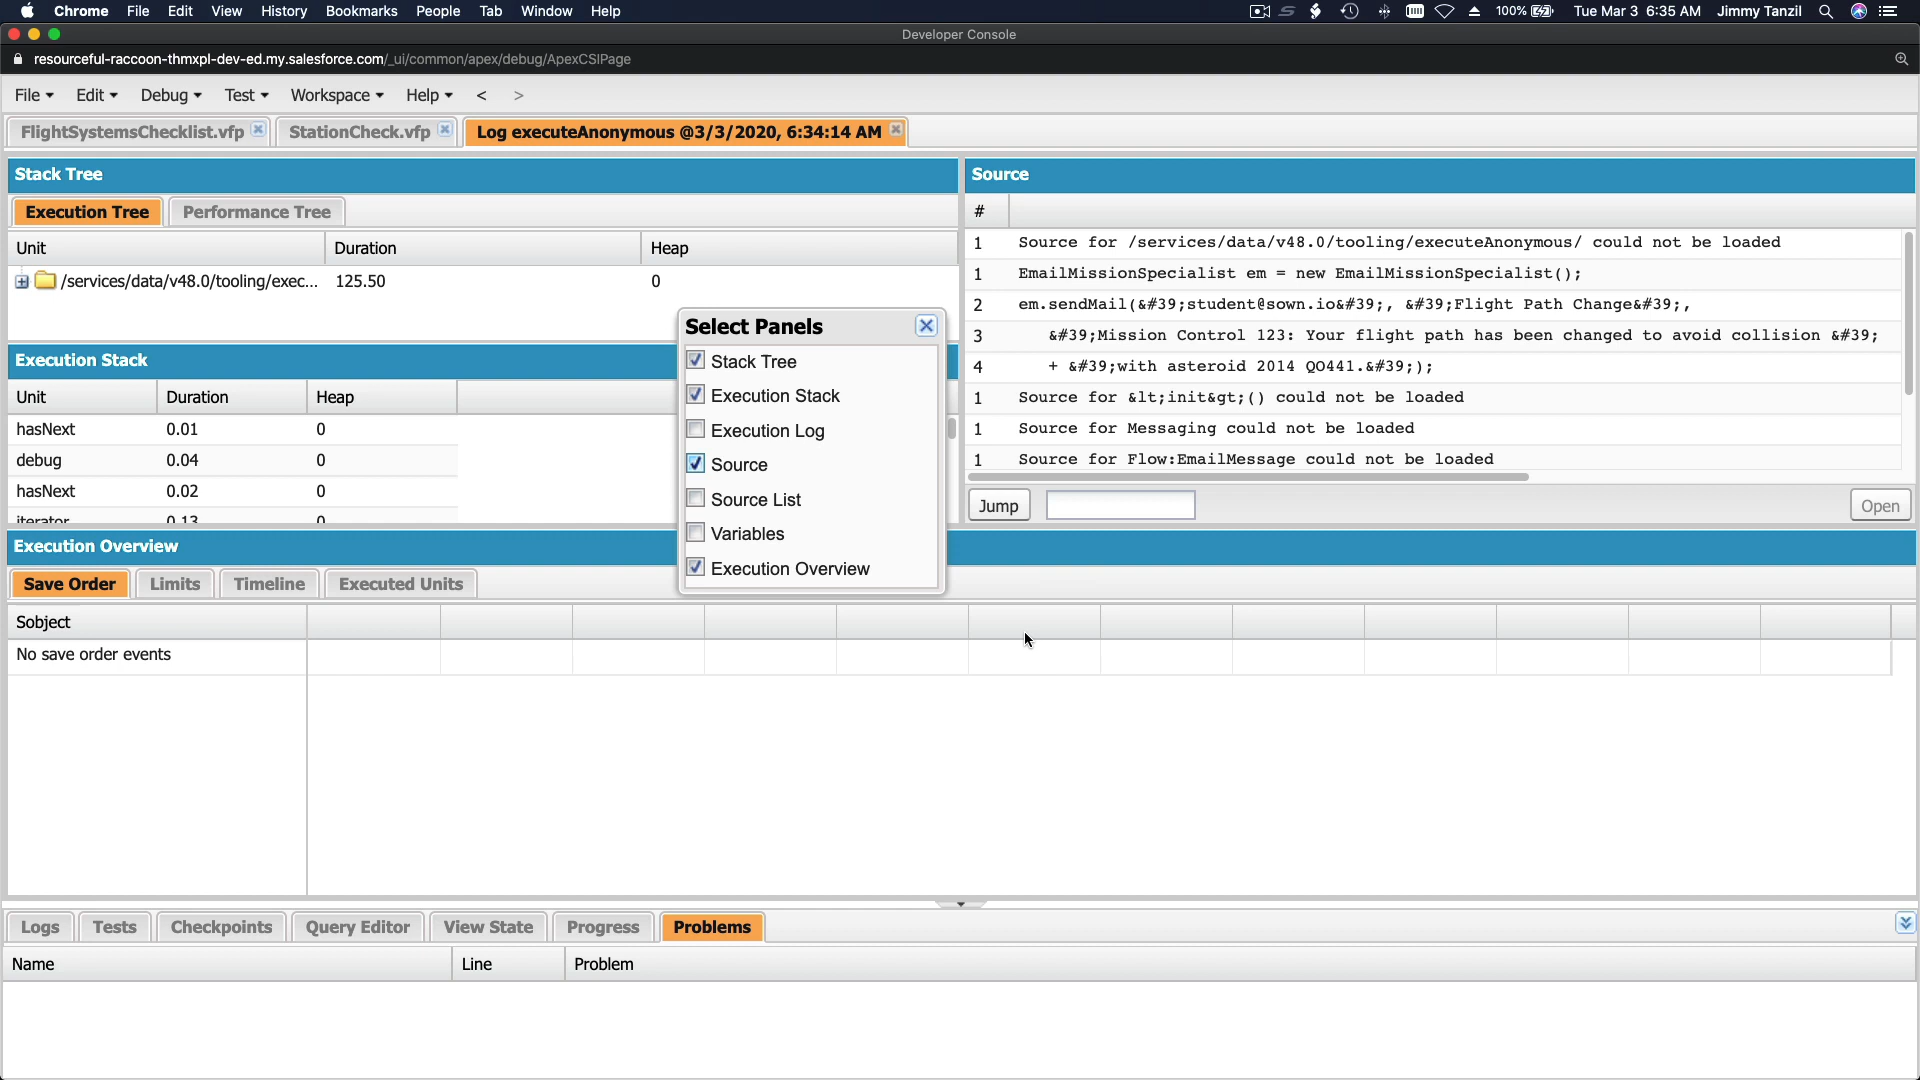 Chrome File Edit View History Bookmarks People Tab Window Help 100% Tue Mar 3 6:35 AM Jimmy Tanzil
Developer Console
resourceful-raccoon-thmxpl-dev-ed.my.salesforce.com/_ui/common/apex/debug/ApexCSIPage
File Edit Debug Test Workspace Help < >
FlightSystemsChecklist.vfp StationCheck.vfp Log executeAnonymous @3/3/2020, 6:34:14 AM
Stack Tree
Execution Tree Performance Tree
Unit Duration Heap
/services/data/v48.0/tooling/exec... 125.50 0
Execution Stack
Unit Duration Heap
hasNext 0.01 0
debug 0.04 0
hasNext 0.02 0
iterator 0.13 0
Select Panels
Stack Tree
Execution Stack
Execution Log
Source
Source List
Variables
Execution Overview
Source
#
1 Source for /services/data/v48.0/tooling/executeAnonymous/ could not be loaded
1 EmailMissionSpecialist em = new EmailMissionSpecialist();
2 em.sendMail(&#39;student@sown.io&#39;, &#39;Flight Path Change&#39;,
3 &#39;Mission Control 123: Your flight path has been changed to avoid collision &#39;
4 + &#39;with asteroid 2014 QO441.&#39;);
1 Source for &lt;init&gt;() could not be loaded
1 Source for Messaging could not be loaded
1 Source for Flow:EmailMessage could not be loaded
Jump Open
Execution Overview
Save Order Limits Timeline Executed Units
Sobject
No save order events
Logs Tests Checkpoints Query Editor View State Progress Problems
Name Line Problem